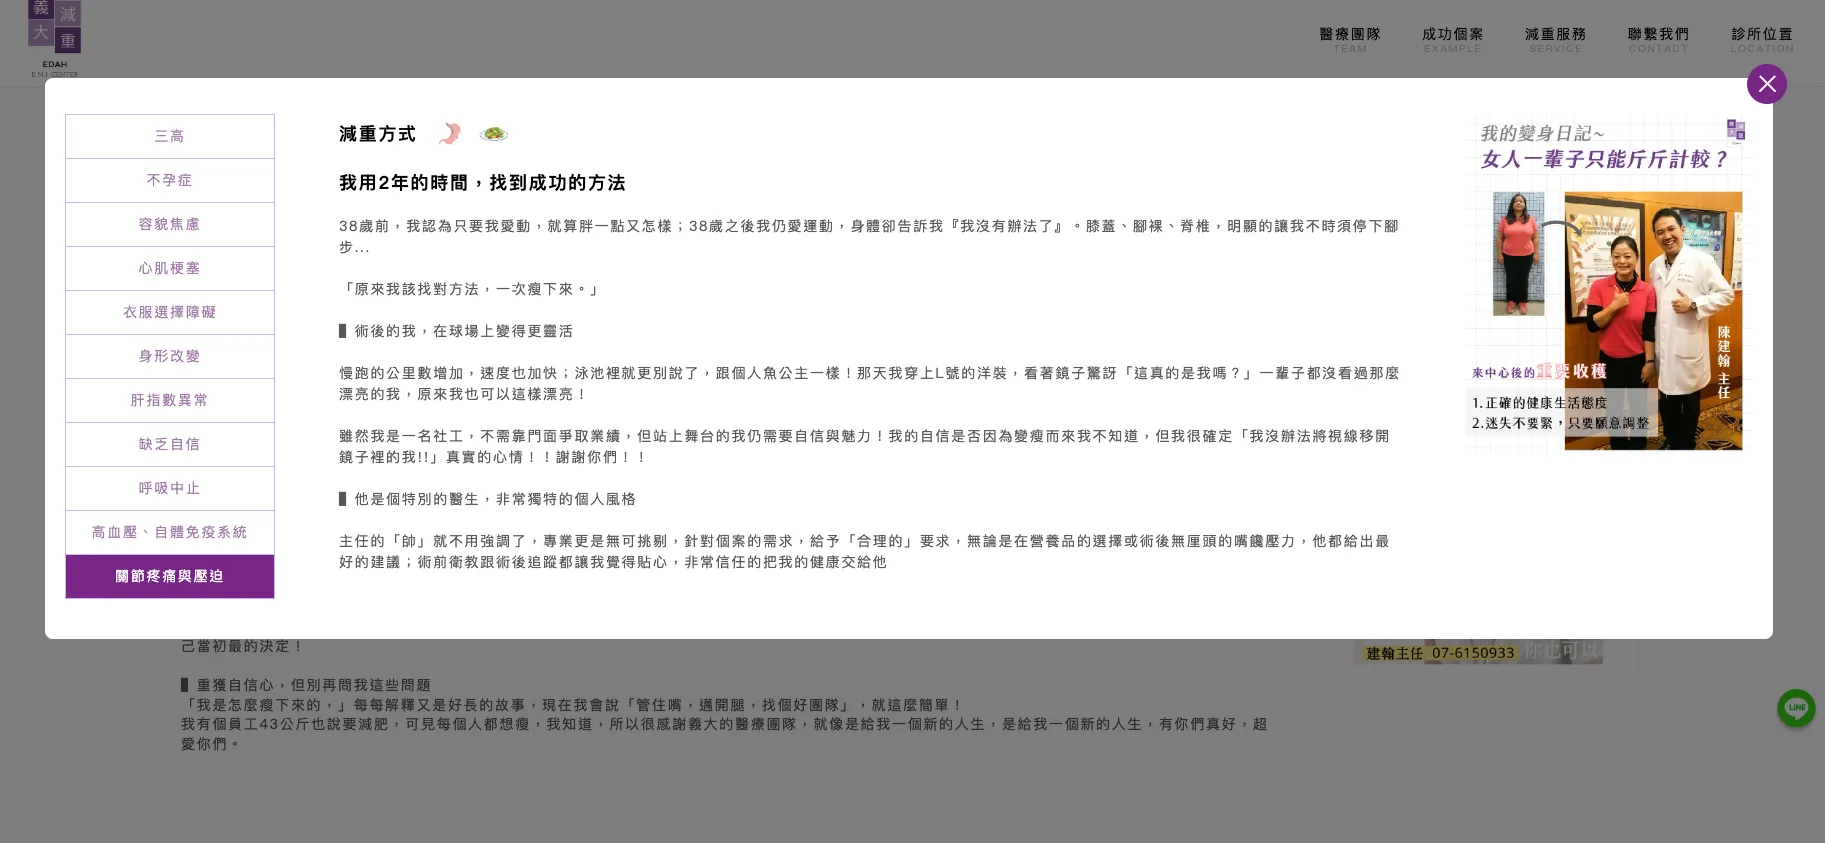 義 減
大 重
EDAH
E.M.I. CENTER
醫療團隊
TEAM
成功個案
EXAMPLE
減重服務
SERVICE
聯繫我們
CONTACT
診所位置
LOCATION
三高
不孕症
容貌焦慮
心肌梗塞
衣服選擇障礙
身形改變
肝指數異常
缺乏自信
呼吸中止
高血壓、自體免疫系統
關節疼痛與壓迫
減重方式
我用2年的時間，找到成功的方法
38歲前，我認為只要我愛動，就算胖一點又怎樣；38歲之後我仍愛運動，身體卻告訴我『我沒有辦法了』。膝蓋、腳裸、脊椎，明顯的讓我不時須停下腳
步...
「原來我該找對方法，一次瘦下來。」
▋術後的我，在球場上變得更靈活
慢跑的公里數增加，速度也加快；泳池裡就更別說了，跟個人魚公主一樣！那天我穿上L號的洋裝，看著鏡子驚訝「這真的是我嗎？」一輩子都沒看過那麼
漂亮的我，原來我也可以這樣漂亮！
雖然我是一名社工，不需靠門面爭取業績，但站上舞台的我仍需要自信與魅力！我的自信是否因為變瘦而來我不知道，但我很確定「我沒辦法將視線移開
鏡子裡的我!!」真實的心情！！謝謝你們！！
▋他是個特別的醫生，非常獨特的個人風格
主任的「帥」就不用強調了，專業更是無可挑剔，針對個案的需求，給予「合理的」要求，無論是在營養品的選擇或術後無厘頭的嘴饞壓力，他都給出最
好的建議；術前衛教跟術後追蹤都讓我覺得貼心，非常信任的把我的健康交給他
我的變身日記~
女人一輩子只能斤斤計較？
陳建翰 主任
來中心後的重要收穫
1.正確的健康生活態度
2.迷失不要緊，只要願意調整
己當初最的決定！
建翰主任 07-6150933 你也可以
▋重獲自信心，但別再問我這些問題
「我是怎麼瘦下來的，」每每解釋又是好長的故事，現在我會說「管住嘴，邁開腿，找個好團隊」，就這麼簡單！
我有個員工43公斤也說要減肥，可見每個人都想瘦，我知道，所以很感謝義大的醫療團隊，就像是給我一個新的人生，是給我一個新的人生，有你們真好，超
愛你們。
LINE